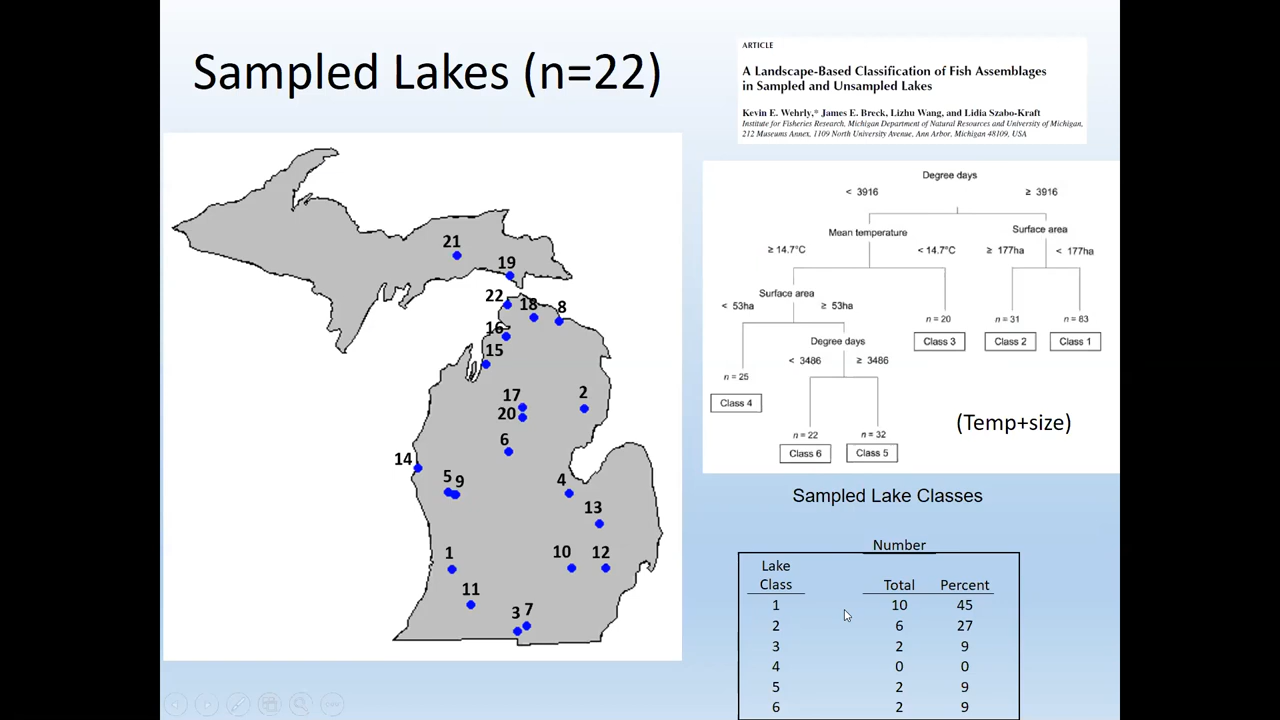 Sampled Lakes (n=22)
ARTICLE
A Landscape-Based Classification of Fish Assemblages
in Sampled and Unsampled Lakes
Kevin E. Wehrly,* James E. Breck, Lizhu Wang, and Lidia Szabo-Kraft
Institute for Fisheries Research, Michigan Department of Natural Resources and University of Michigan,
212 Museums Annex, 1109 North University Avenue, Ann Arbor, Michigan 48109, USA
21
19
22
18
8
16
15
17
2
20
6
14
5
9
4
13
1
10
12
11
3
7
Degree days
< 3916
≥ 3916
Mean temperature
Surface area
≥ 14.7°C
< 14.7°C
≥ 177ha
< 177ha
Surface area
< 53ha
≥ 53ha
n = 20
n = 31
n = 83
Class 3
Class 2
Class 1
Degree days
< 3486
≥ 3486
n = 25
Class 4
(Temp+size)
n = 22
n = 32
Class 6
Class 5
Sampled Lake Classes
Number
Lake
Class Total Percent
1 10 45
2 6 27
3 2 9
4 0 0
5 2 9
6 2 9